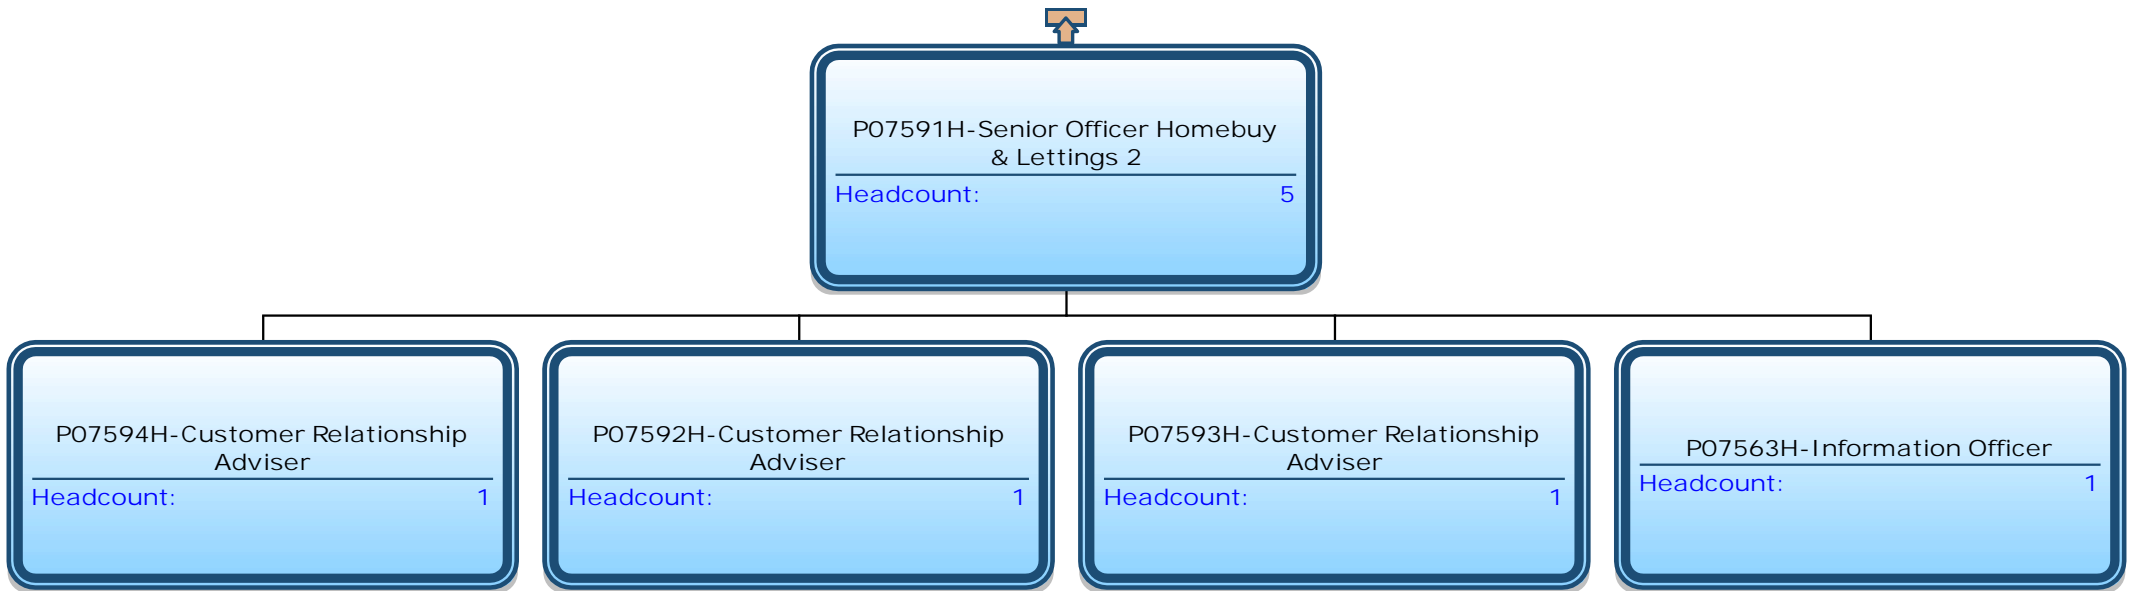 P07591H-Senior Officer Homebuy
& Lettings 2
Headcount: 5
P07594H-Customer Relationship
Adviser
Headcount: 1
P07592H-Customer Relationship
Adviser
Headcount: 1
P07593H-Customer Relationship
Adviser
Headcount: 1
P07563H-Information Officer
Headcount: 1